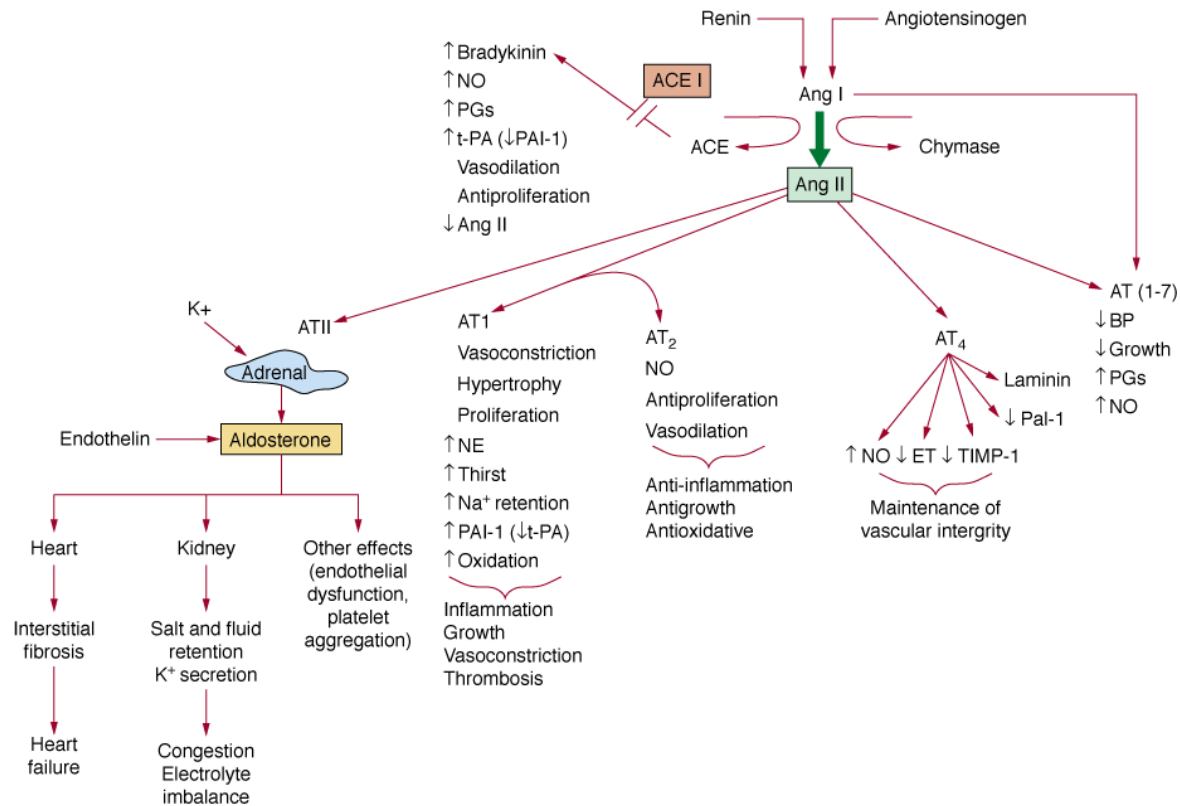 Renin
Angiotensinogen
↑ Bradykinin
↑ NO
↑ PGs
↑ t-PA (↓PAI-1)
Vasodilation
Antiproliferation
↓ Ang II
ACE I
Ang I
ACE
Chymase
Ang II
K+
ATII
Adrenal
Endothelin
Aldosterone
Heart
Interstitial
fibrosis
Heart
failure
Kidney
Salt and fluid
retention
K+ secretion
Congestion
Electrolyte
imbalance
Other effects
(endothelial
dysfunction,
platelet
aggregation)
AT1
Vasoconstriction
Hypertrophy
Proliferation
↑ NE
↑ Thirst
↑ Na+ retention
↑ PAI-1 (↓t-PA)
↑ Oxidation
Inflammation
Growth
Vasoconstriction
Thrombosis
AT2
NO
Antiproliferation
Vasodilation
Anti-inflammation
Antigrowth
Antioxidative
AT4
Laminin
↓ Pal-1
↑ NO ↓ ET ↓ TIMP-1
Maintenance of
vascular intergrity
AT (1-7)
↓ BP
↓ Growth
↑ PGs
↑ NO